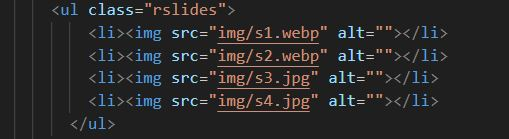 <ul class="rslides">
<li><img src="img/s1.webp" alt=""></li>
<li><img src="img/s2.webp" alt=""></li>
<li><img src="img/s3.jpg" alt=""></li>
<li><img src="img/s4.jpg" alt=""></li>
</ul>